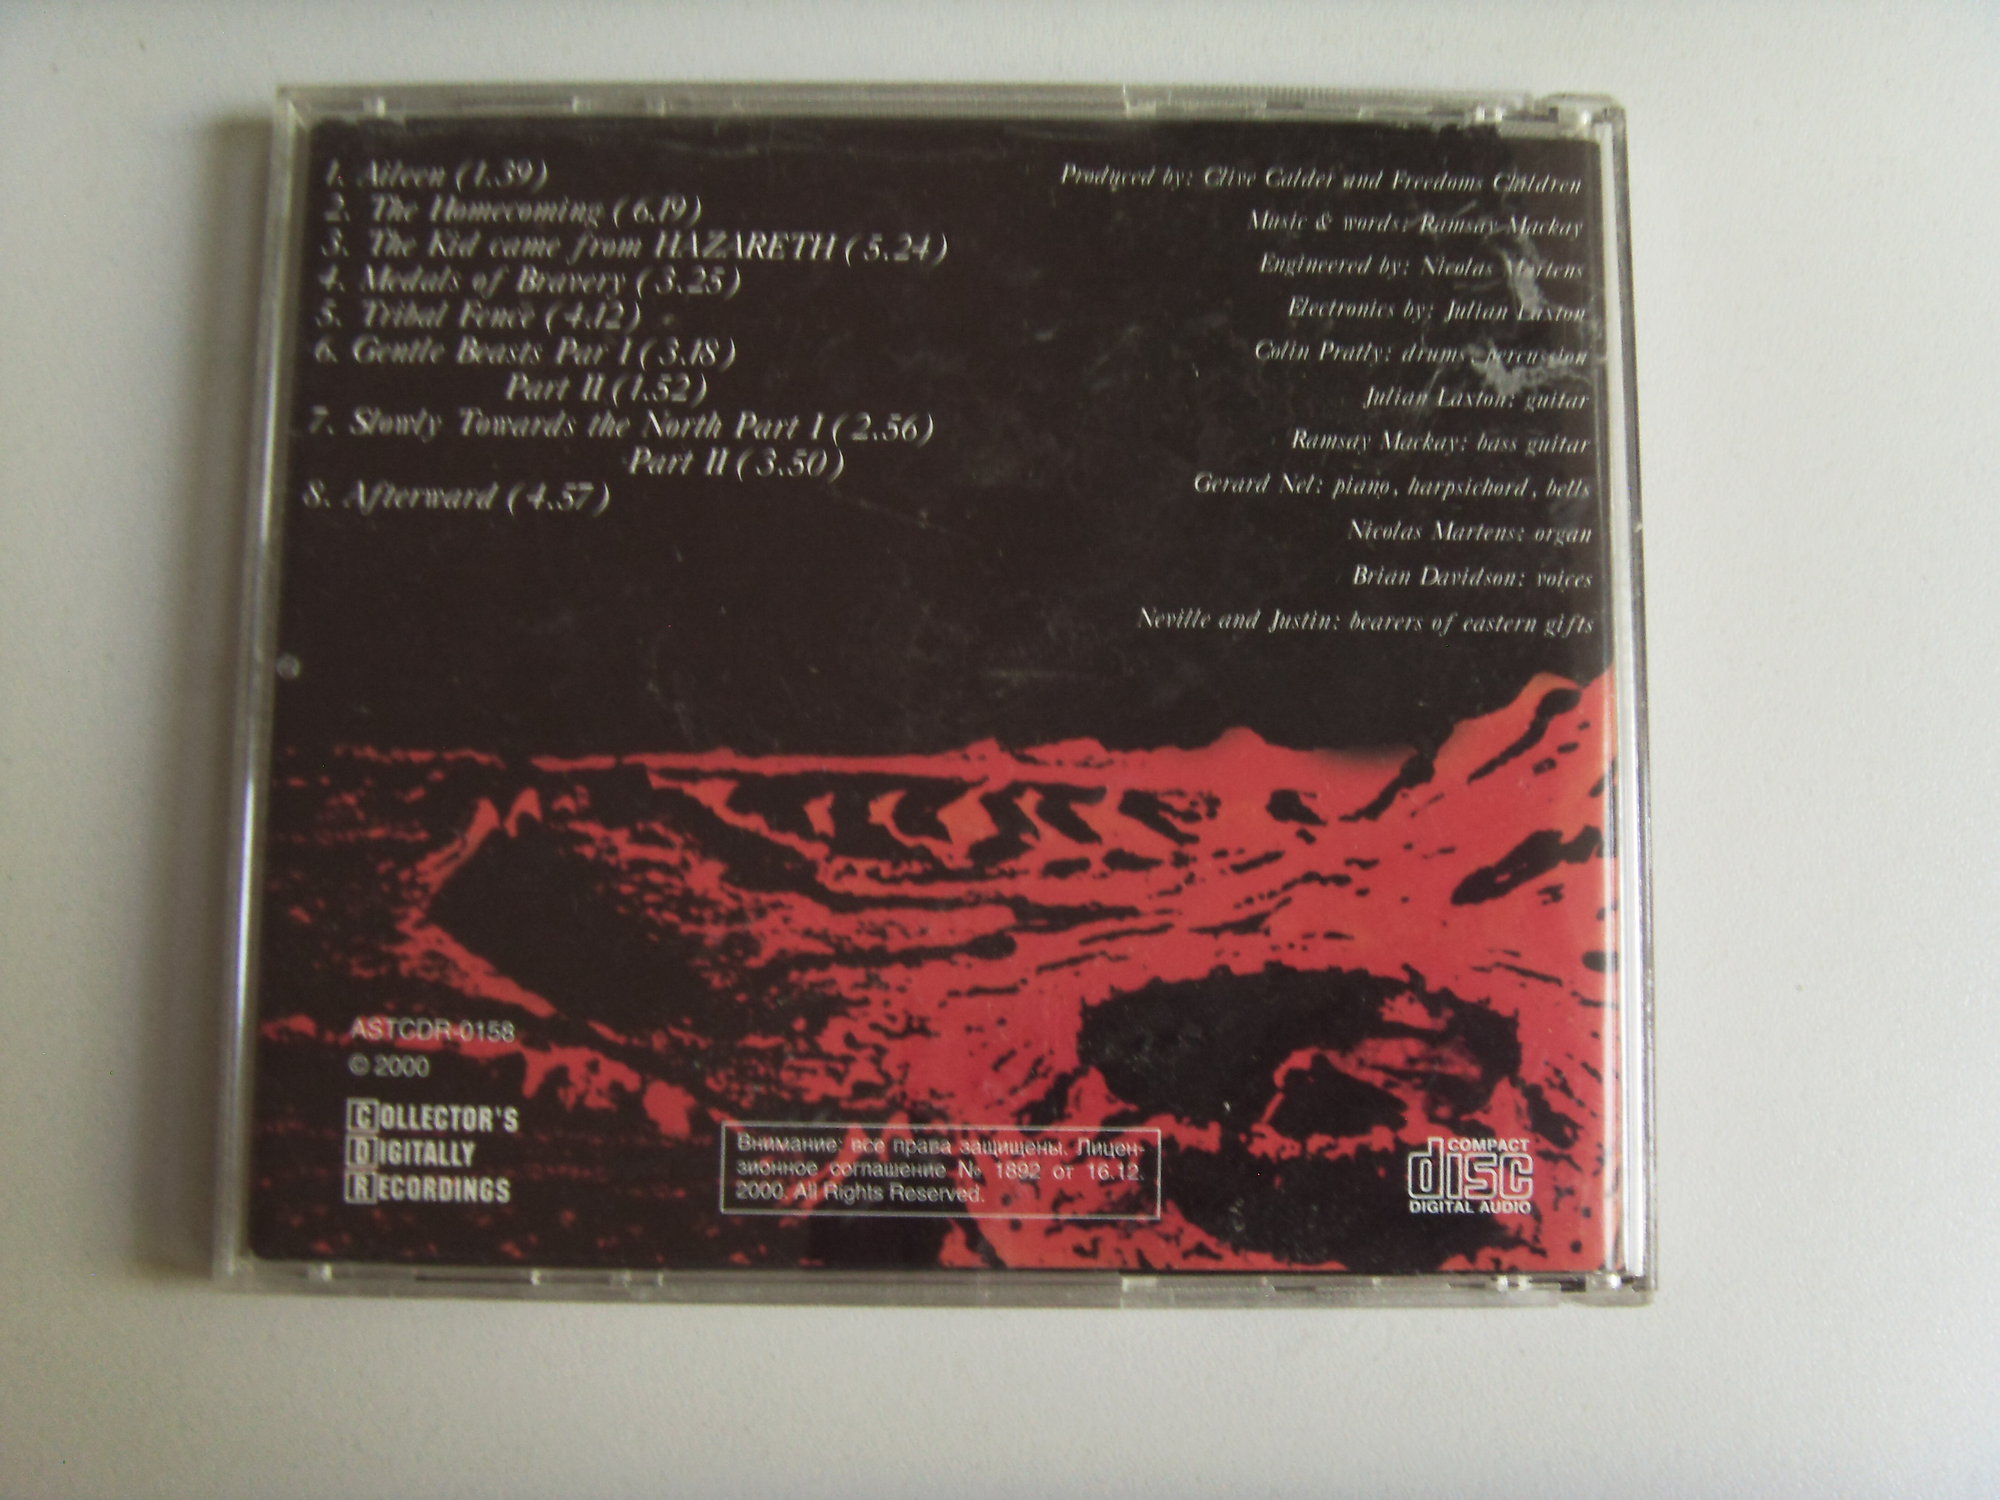 1. Aileen (1.39)
2. The Homecoming (6.19)
3. The Kid came from HAZARETH (5.24)
4. Medals of Bravery (3.25)
5. Tribal Fence (4.12)
6. Gentle Beasts Par I (3.18)
Part II (1.52)
7. Slowly Towards the North Part I (2.56)
Part II (3.50)
8. Afterward (4.57)
Produced by: Clive Calder and Freedoms Children
Music & words: Ramsay Mackay
Engineered by: Nicolas Martens
Electronics by: Julian Laxton
Colin Pratly: drums, percussion
Julian Laxton: guitar
Ramsay Mackay: bass guitar
Gerard Nel: piano, harpsichord, bells
Nicolas Martens: organ
Brian Davidson: voices
Neville and Justin: bearers of eastern gifts
ASTCDR-0158
© 2000
COLLECTOR'S
DIGITALLY
RECORDINGS
Внимание: все права защищены. Лицен-
зионное соглашение № 1892 от 16.12.
2000. All Rights Reserved.
COMPACT
disc
DIGITAL AUDIO